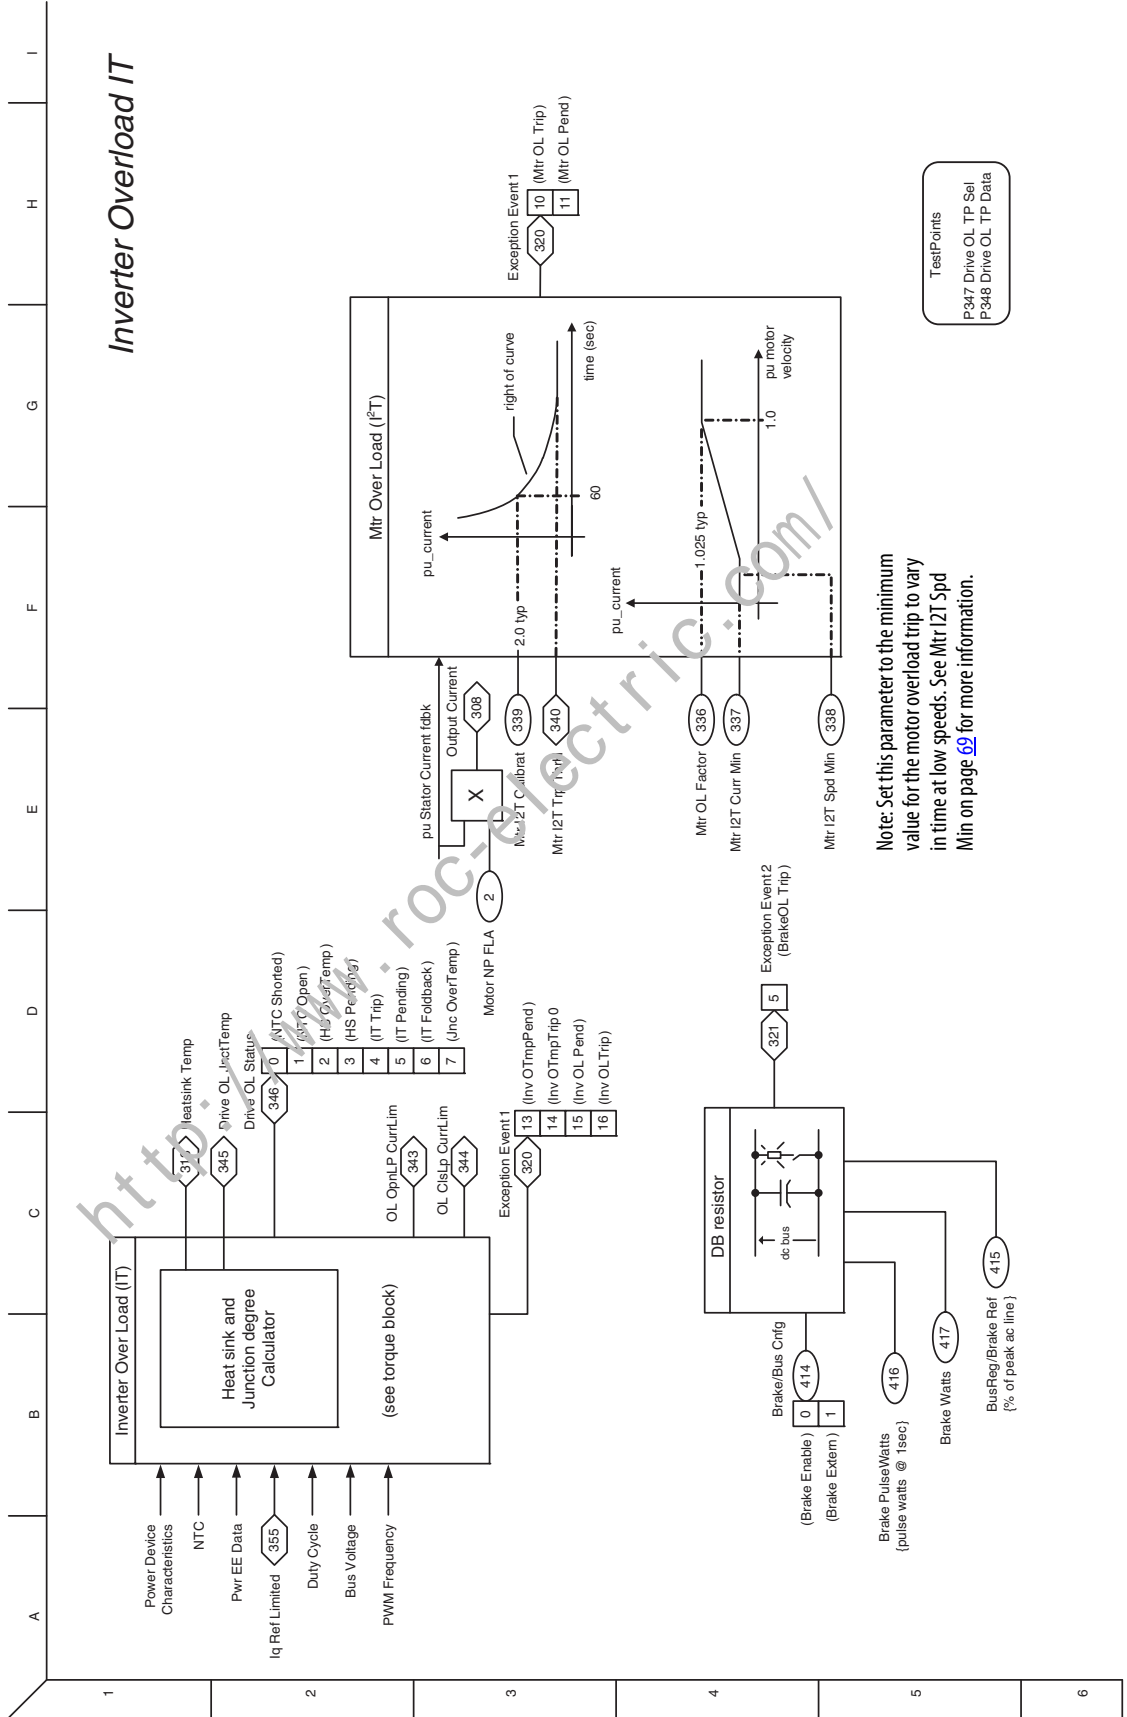 Inverter Overload IT
A
B
C
D
E
F
G
H
I
1
2
3
4
5
6
Power Device
Characteristics
NTC
Pwr EE Data
355
Iq Ref Limited
Duty Cycle
Bus Voltage
PWM Frequency
Inverter Over Load (IT)
Heat sink and
Junction degree
Calculator
(see torque block)
Heatsink Temp
345
Drive OL JnctTemp
Drive OL Status
346
0 (NTC Shorted)
1 (NTC Open)
2 (HS OverTemp)
3 (HS Pending)
4 (IT Trip)
5 (IT Pending)
6 (IT Foldback)
7 (Jnc OverTemp)
OL OpnLP CurrLim
343
OL ClsLp CurrLim
344
Exception Event1
320
13 (Inv OTmpPend)
14 (Inv OTmpTrip 0
15 (Inv OL Pend)
16 (Inv OLTrip)
pu Stator Current fdbk
Output Current
308
X
2
Motor NP FLA
Mtr I2T Calibrat
339
2.0 typ
Mtr I2T Trp
340
Mtr OL Factor
336
1.025 typ
Mtr I2T Curr Min
337
Mtr I2T Spd Min
338
Mtr Over Load (I²T)
pu_current
right of curve
60
time (sec)
pu_current
1.0
pu motor
velocity
Exception Event1
320
10 (Mtr OL Trip)
11 (Mtr OL Pend)
Brake/Bus Cnfg
414
(Brake Enable) 0
(Brake Extern) 1
Brake PulseWatts
{pulse watts @ 1sec}
416
Brake Watts
417
BusReg/Brake Ref
{% of peak ac line}
415
DB resistor
dc bus
Exception Event2
(BrakeOL Trip)
321
5
Note: Set this parameter to the minimum
value for the motor overload trip to vary
in time at low speeds. See Mtr I2T Spd
Min on page 69 for more information.
TestPoints
P347 Drive OL TP Sel
P348 Drive OL TP Data
http://www.roc-electric.com/